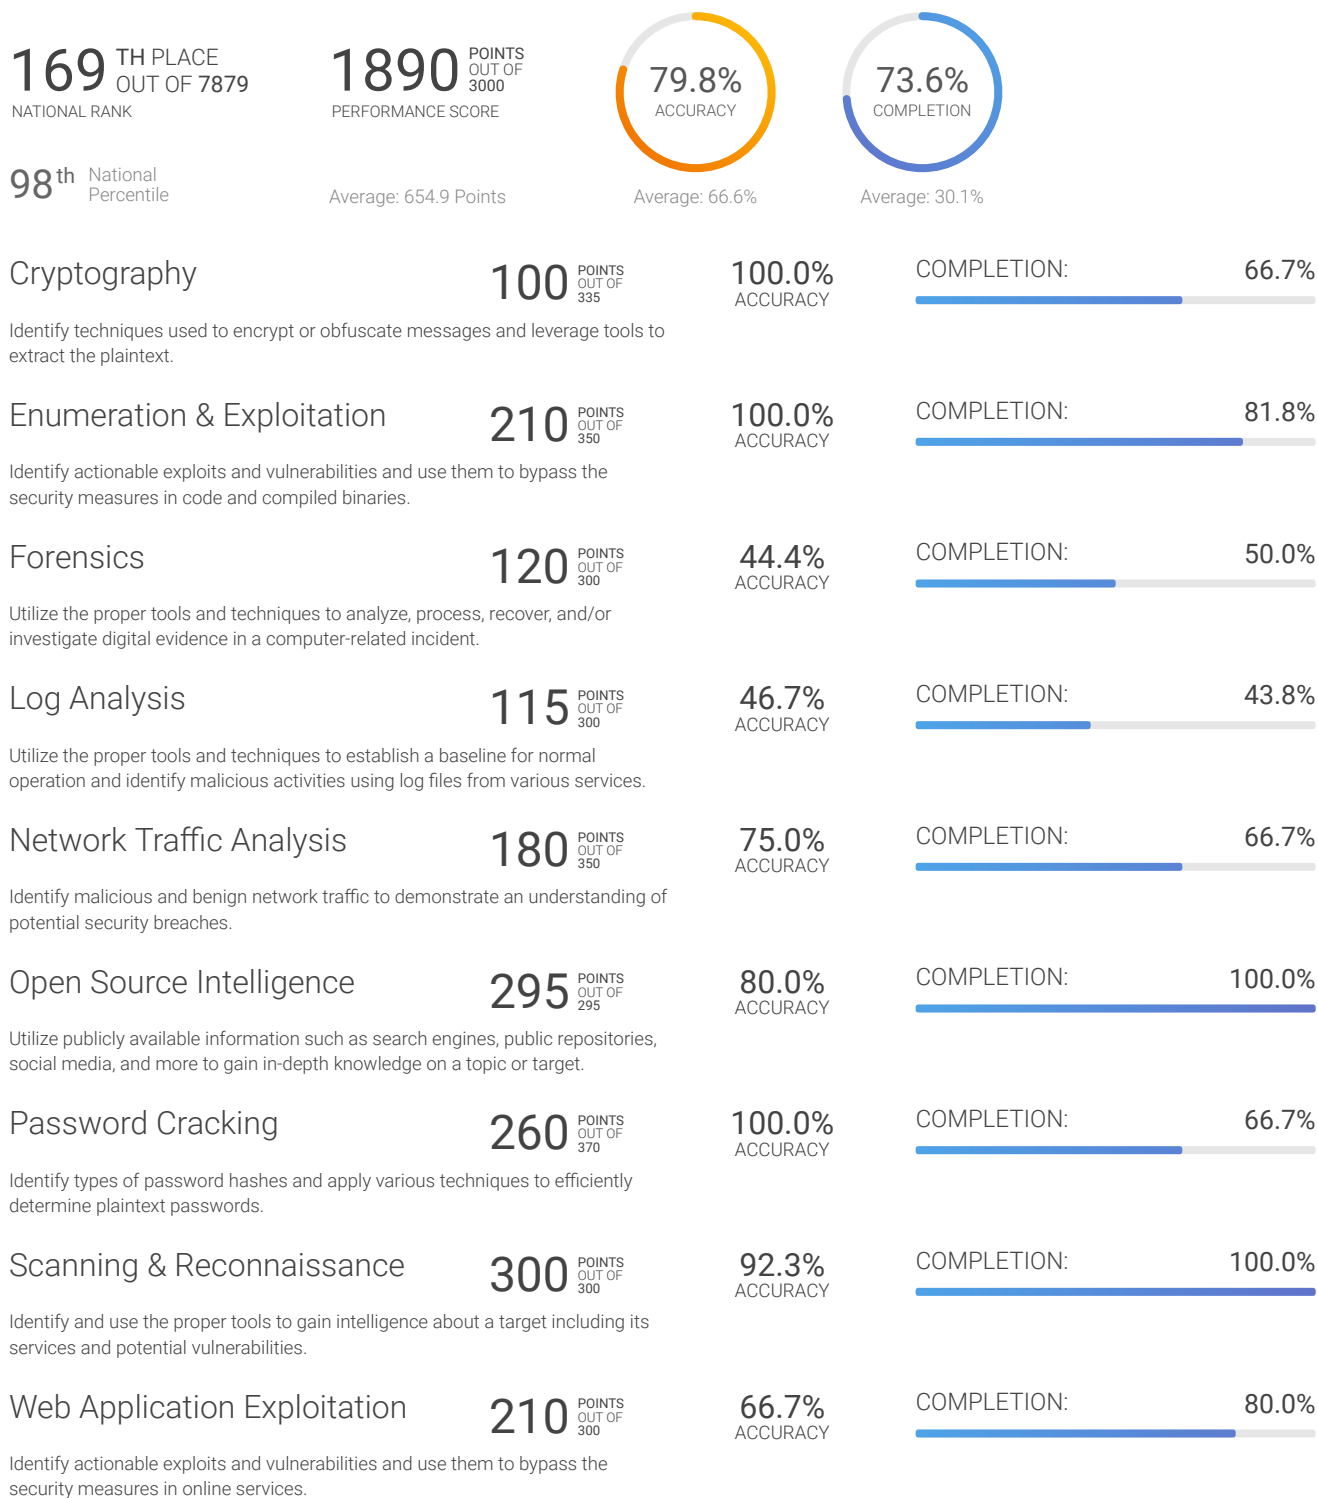 169 TH PLACE
OUT OF 7879
NATIONAL RANK
98th National
Percentile
1890 POINTS
OUT OF
3000
PERFORMANCE SCORE
Average: 654.9 Points
79.8%
ACCURACY
Average: 66.6%
73.6%
COMPLETION
Average: 30.1%
Cryptography
100 POINTS
OUT OF
335
100.0%
ACCURACY
COMPLETION: 66.7%
Identify techniques used to encrypt or obfuscate messages and leverage tools to
extract the plaintext.
Enumeration & Exploitation
210 POINTS
OUT OF
350
100.0%
ACCURACY
COMPLETION: 81.8%
Identify actionable exploits and vulnerabilities and use them to bypass the
security measures in code and compiled binaries.
Forensics
120 POINTS
OUT OF
300
44.4%
ACCURACY
COMPLETION: 50.0%
Utilize the proper tools and techniques to analyze, process, recover, and/or
investigate digital evidence in a computer-related incident.
Log Analysis
115 POINTS
OUT OF
300
46.7%
ACCURACY
COMPLETION: 43.8%
Utilize the proper tools and techniques to establish a baseline for normal
operation and identify malicious activities using log files from various services.
Network Traffic Analysis
180 POINTS
OUT OF
350
75.0%
ACCURACY
COMPLETION: 66.7%
Identify malicious and benign network traffic to demonstrate an understanding of
potential security breaches.
Open Source Intelligence
295 POINTS
OUT OF
295
80.0%
ACCURACY
COMPLETION: 100.0%
Utilize publicly available information such as search engines, public repositories,
social media, and more to gain in-depth knowledge on a topic or target.
Password Cracking
260 POINTS
OUT OF
370
100.0%
ACCURACY
COMPLETION: 66.7%
Identify types of password hashes and apply various techniques to efficiently
determine plaintext passwords.
Scanning & Reconnaissance
300 POINTS
OUT OF
300
92.3%
ACCURACY
COMPLETION: 100.0%
Identify and use the proper tools to gain intelligence about a target including its
services and potential vulnerabilities.
Web Application Exploitation
210 POINTS
OUT OF
300
66.7%
ACCURACY
COMPLETION: 80.0%
Identify actionable exploits and vulnerabilities and use them to bypass the
security measures in online services.